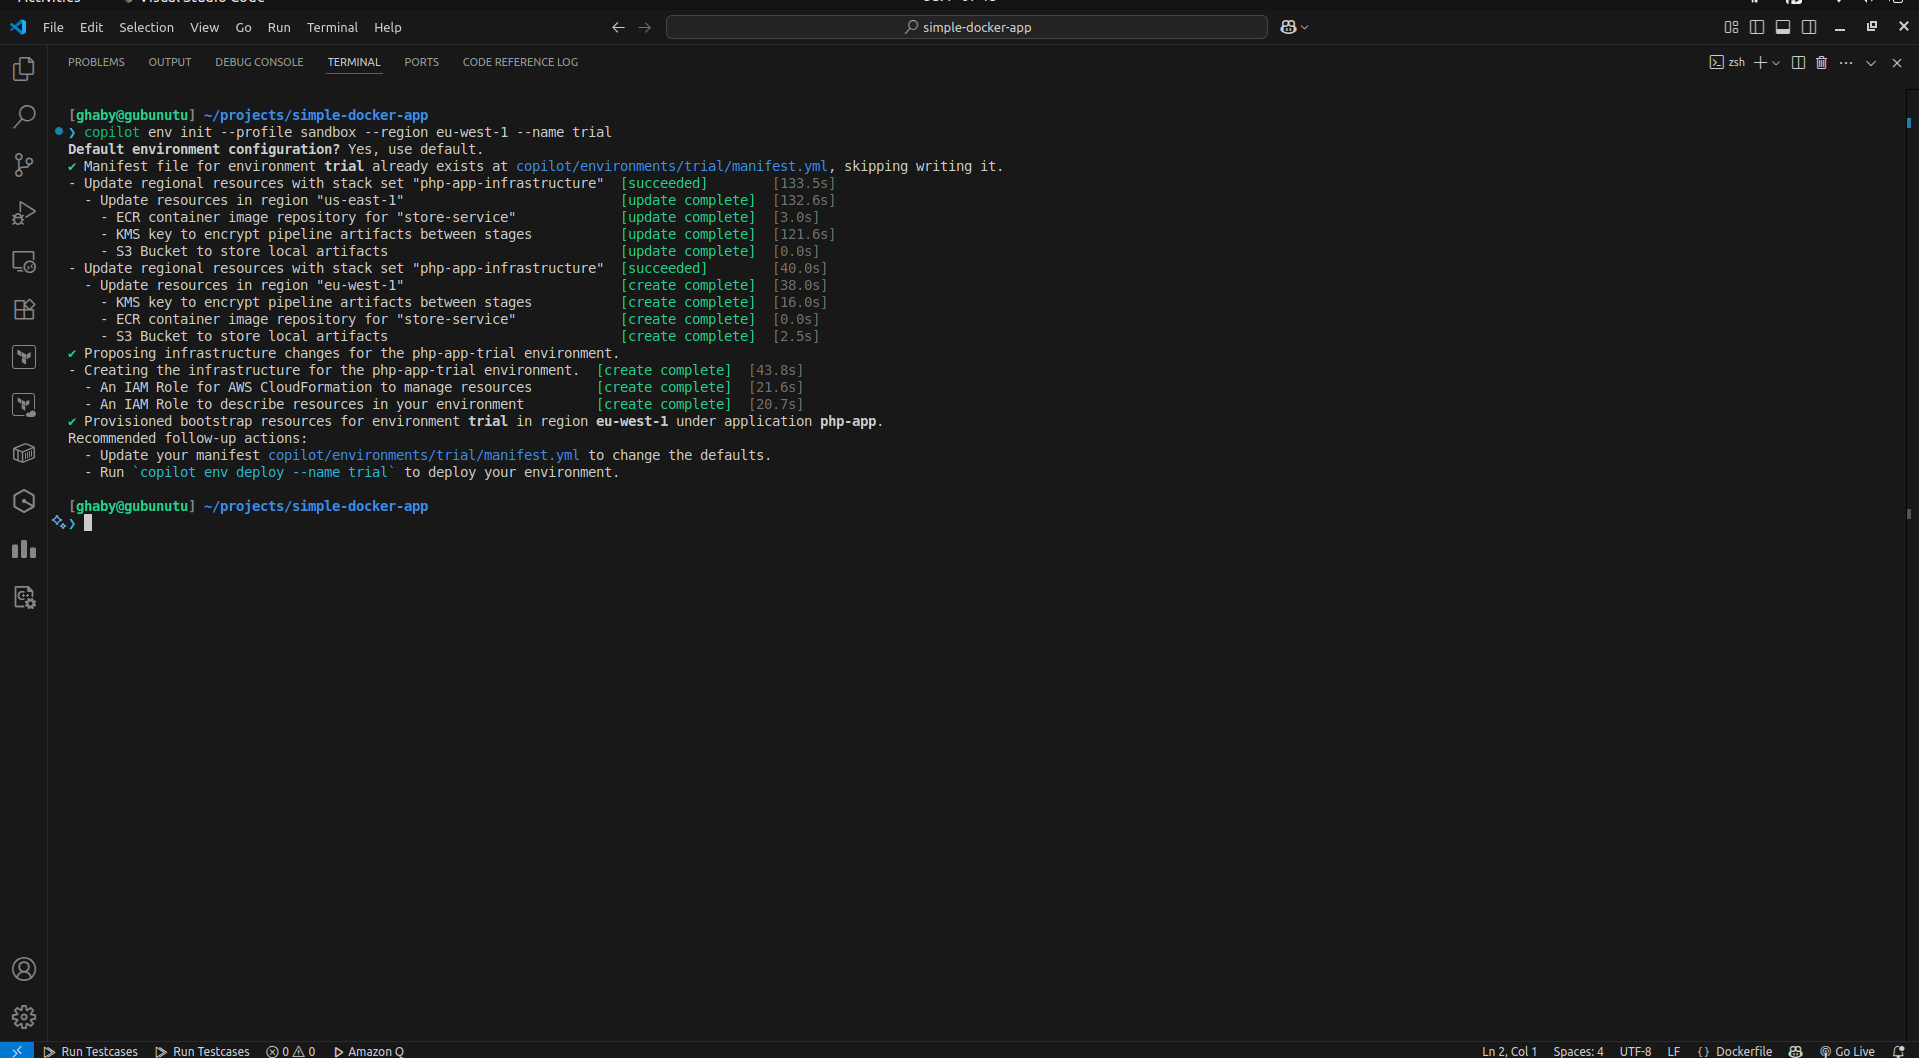 File Edit Selection View Go Run Terminal Help
simple-docker-app
PROBLEMS OUTPUT DEBUG CONSOLE TERMINAL PORTS CODE REFERENCE LOG
zsh
[ghaby@gubunutu] ~/projects/simple-docker-app
❯ copilot env init --profile sandbox --region eu-west-1 --name trial
Default environment configuration? Yes, use default.
✔ Manifest file for environment trial already exists at copilot/environments/trial/manifest.yml, skipping writing it.
- Update regional resources with stack set "php-app-infrastructure" [succeeded] [133.5s]
- Update resources in region "us-east-1" [update complete] [132.6s]
- ECR container image repository for "store-service" [update complete] [3.0s]
- KMS key to encrypt pipeline artifacts between stages [update complete] [121.6s]
- S3 Bucket to store local artifacts [update complete] [0.0s]
- Update regional resources with stack set "php-app-infrastructure" [succeeded] [40.0s]
- Update resources in region "eu-west-1" [create complete] [38.0s]
- KMS key to encrypt pipeline artifacts between stages [create complete] [16.0s]
- ECR container image repository for "store-service" [create complete] [0.0s]
- S3 Bucket to store local artifacts [create complete] [2.5s]
✔ Proposing infrastructure changes for the php-app-trial environment.
- Creating the infrastructure for the php-app-trial environment. [create complete] [43.8s]
- An IAM Role for AWS CloudFormation to manage resources [create complete] [21.6s]
- An IAM Role to describe resources in your environment [create complete] [20.7s]
✔ Provisioned bootstrap resources for environment trial in region eu-west-1 under application php-app.
Recommended follow-up actions:
- Update your manifest copilot/environments/trial/manifest.yml to change the defaults.
- Run `copilot env deploy --name trial` to deploy your environment.
[ghaby@gubunutu] ~/projects/simple-docker-app
❯
Run Testcases Run Testcases 0 0 Amazon Q Ln 2, Col 1 Spaces: 4 UTF-8 LF {} Dockerfile Go Live